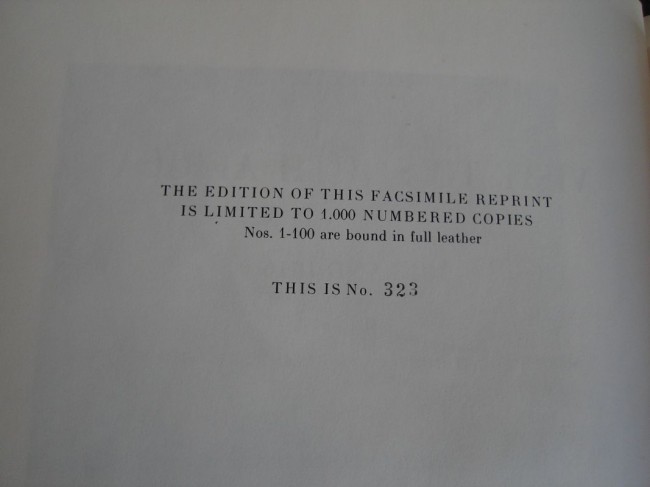 THE EDITION OF THIS FACSIMILE REPRINT
IS LIMITED TO 1.000 NUMBERED COPIES
Nos. 1-100 are bound in full leather
THIS IS No. 323